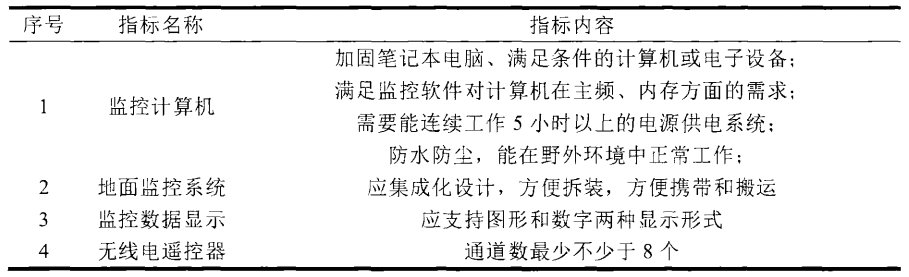 序号 指标名称 指标内容
加固笔记本电脑、满足条件的计算机或电子设备；
满足监控软件对计算机在主频、内存方面的需求；
1 监控计算机
需要能连续工作 5 小时以上的电源供电系统；
防水防尘，能在野外环境中正常工作；
2 地面监控系统 应集成化设计，方便拆装，方便携带和搬运
3 监控数据显示 应支持图形和数字两种显示形式
4 无线电遥控器 通道数最少不少于 8 个